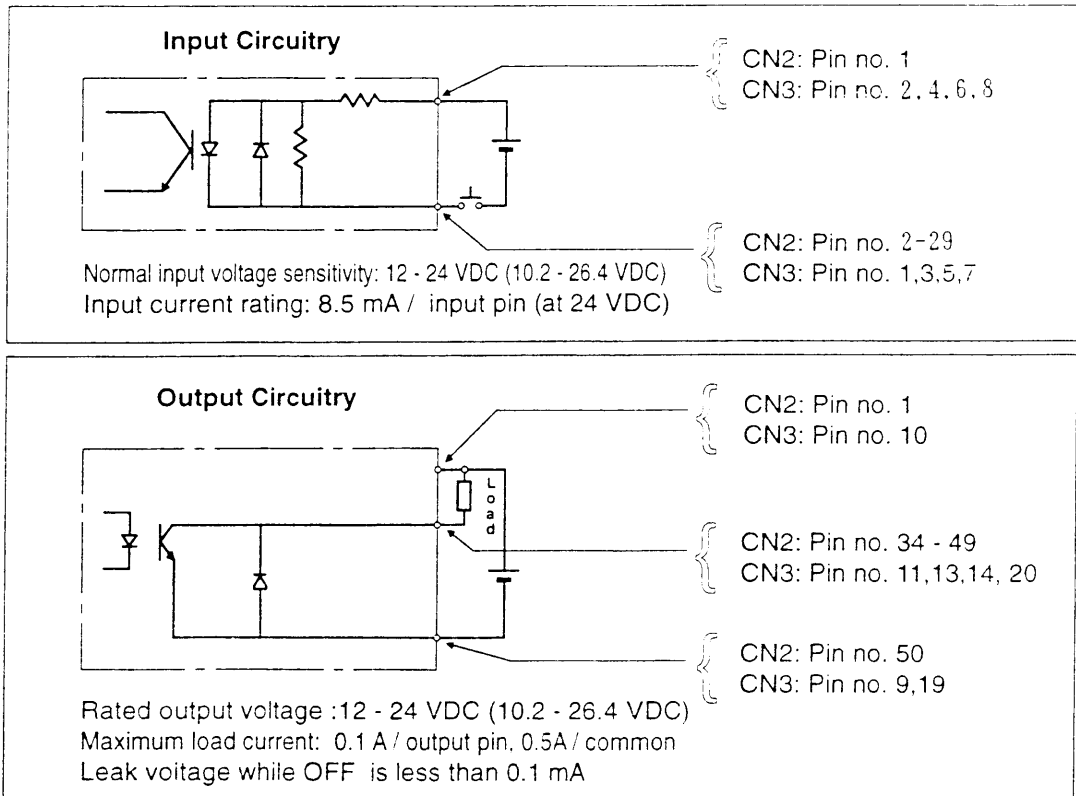 Input Circuitry
CN2: Pin no. 1
CN3: Pin no. 2, 4, 6, 8
CN2: Pin no. 2-29
CN3: Pin no. 1,3,5,7
Normal input voltage sensitivity: 12 - 24 VDC (10.2 - 26.4 VDC)
Input current rating: 8.5 mA / input pin (at 24 VDC)
Output Circuitry
CN2: Pin no. 1
CN3: Pin no. 10
Load
CN2: Pin no. 34 - 49
CN3: Pin no. 11,13,14, 20
CN2: Pin no. 50
CN3: Pin no. 9,19
Rated output voltage :12 - 24 VDC (10.2 - 26.4 VDC)
Maximum load current: 0.1 A / output pin, 0.5A / common
Leak voitage while OFF is less than 0.1 mA